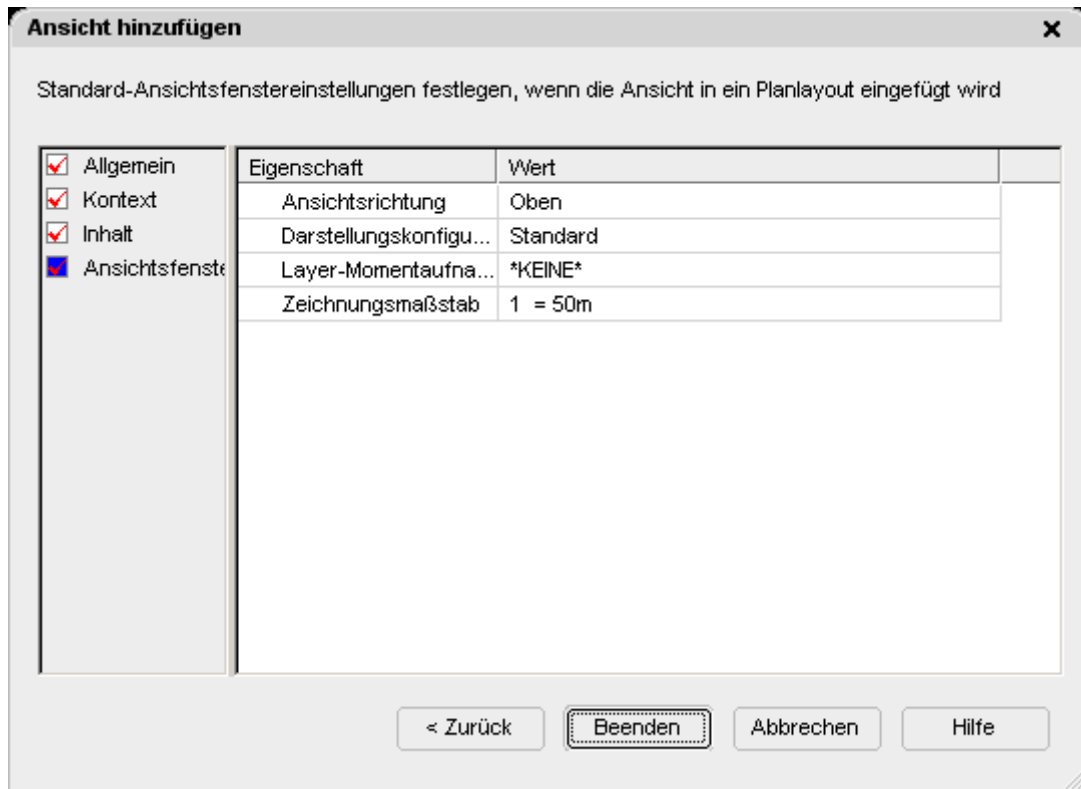 Ansicht hinzufügen
Standard-Ansichtsfenstereinstellungen festlegen, wenn die Ansicht in ein Planlayout eingefügt wird
Allgemein
Kontext
Inhalt
Ansichtsfenste
Eigenschaft Wert
Ansichtsrichtung Oben
Darstellungskonfigu... Standard
Layer-Momentaufna... *KEINE*
Zeichnungsmaßstab 1 = 50m
< Zurück Beenden Abbrechen Hilfe